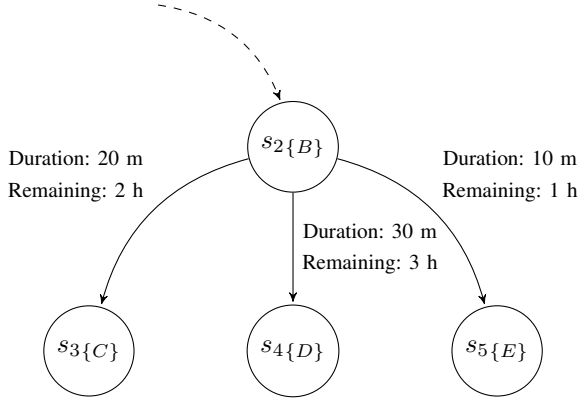 s2{B}
Duration: 20 m
Remaining: 2 h
Duration: 10 m
Remaining: 1 h
Duration: 30 m
Remaining: 3 h
s3{C}
s4{D}
s5{E}